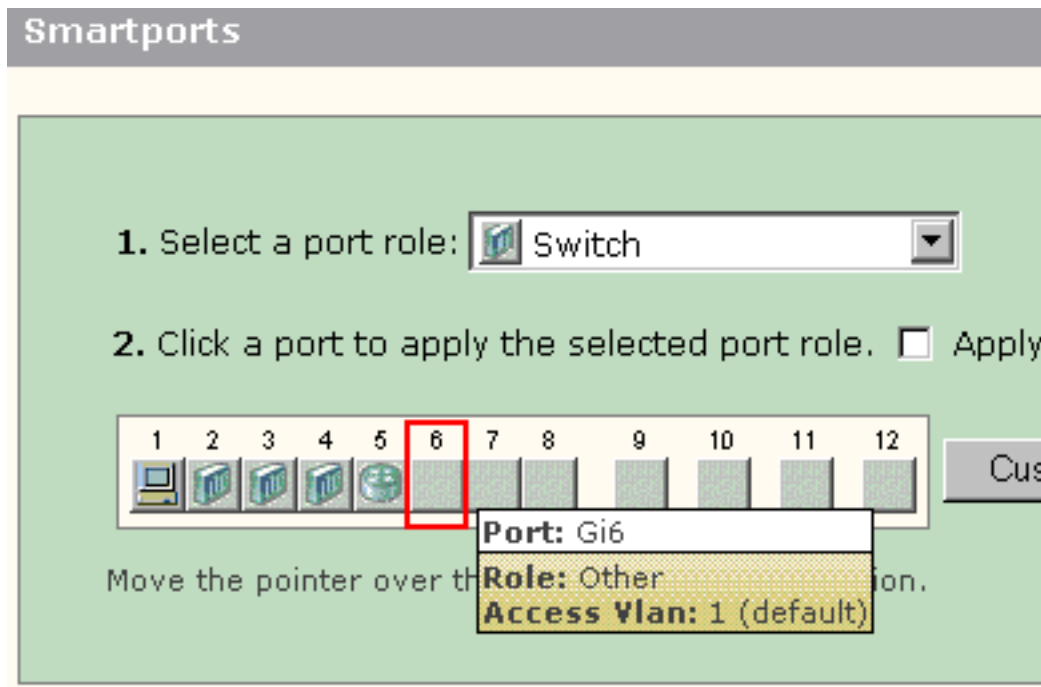 Smartports
1. Select a port role: Switch
2. Click a port to apply the selected port role. Apply
1 2 3 4 5 6 7 8 9 10 11 12
Cus
Port: Gi6
Move the pointer over th
Role: Other
ion.
Access Vlan: 1 (default)